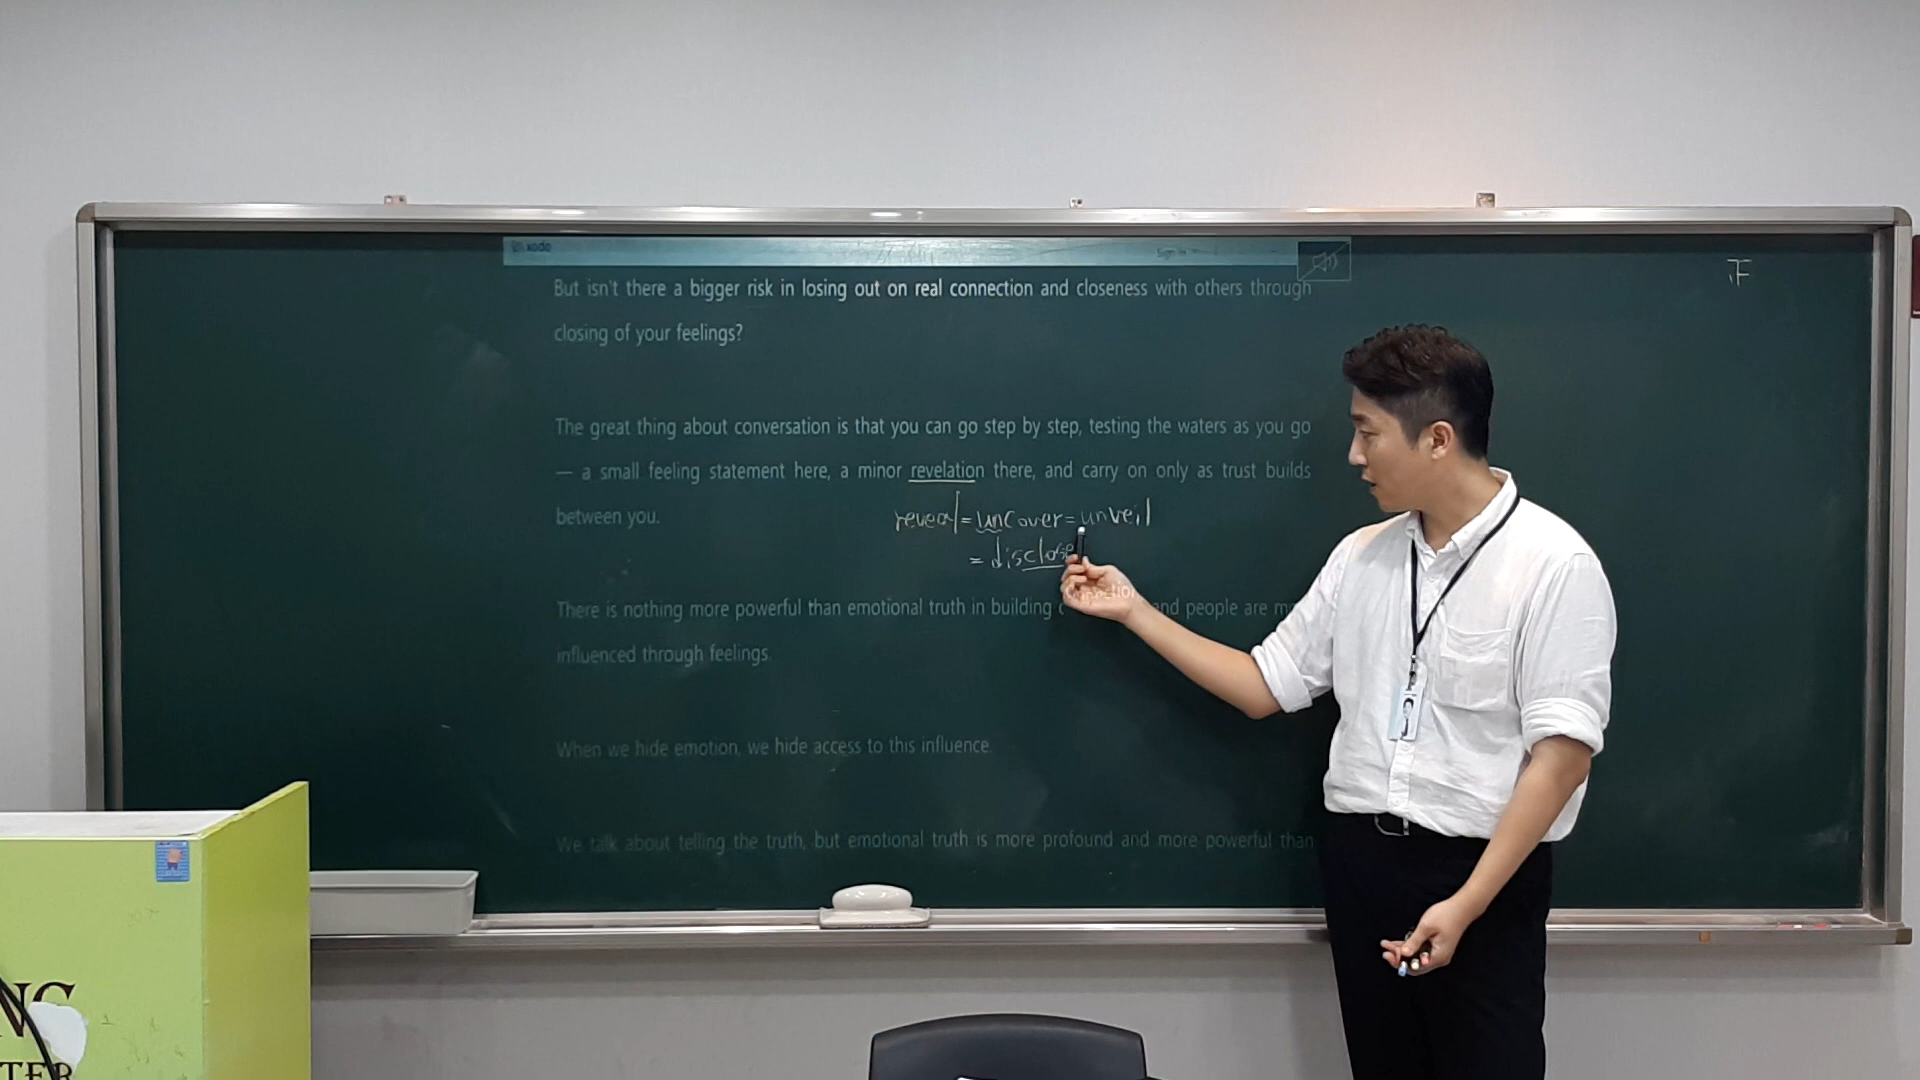 xodo
But isn't there a bigger risk in losing out on real connection and closeness with others through
closing of your feelings?
正
The great thing about conversation is that you can go step by step, testing the waters as you go
— a small feeling statement here, a minor revelation there, and carry on only as trust builds
between you.
reveal = uncover = unveil
= disclose
There is nothing more powerful than emotional truth in building connection, and people are most
influenced through feelings.
When we hide emotion, we hide access to this influence.
We talk about telling the truth, but emotional truth is more profound and more powerful than